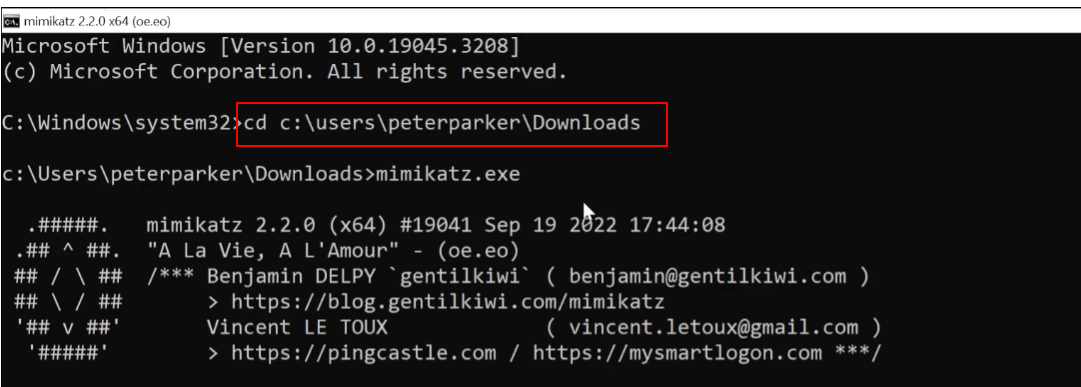 mimikatz 2.2.0 x64 (oe.eo)
Microsoft Windows [Version 10.0.19045.3208]
(c) Microsoft Corporation. All rights reserved.
C:\Windows\system32>cd c:\users\peterparker\Downloads
c:\Users\peterparker\Downloads>mimikatz.exe
  .#####.   mimikatz 2.2.0 (x64) #19041 Sep 19 2022 17:44:08
 .## ^ ##.  "A La Vie, A L'Amour" - (oe.eo)
 ## / \ ##  /*** Benjamin DELPY `gentilkiwi` ( benjamin@gentilkiwi.com )
 ## \ / ##       > https://blog.gentilkiwi.com/mimikatz
 '## v ##'       Vincent LE TOUX             ( vincent.letoux@gmail.com )
  '#####'        > https://pingcastle.com / https://mysmartlogon.com ***/